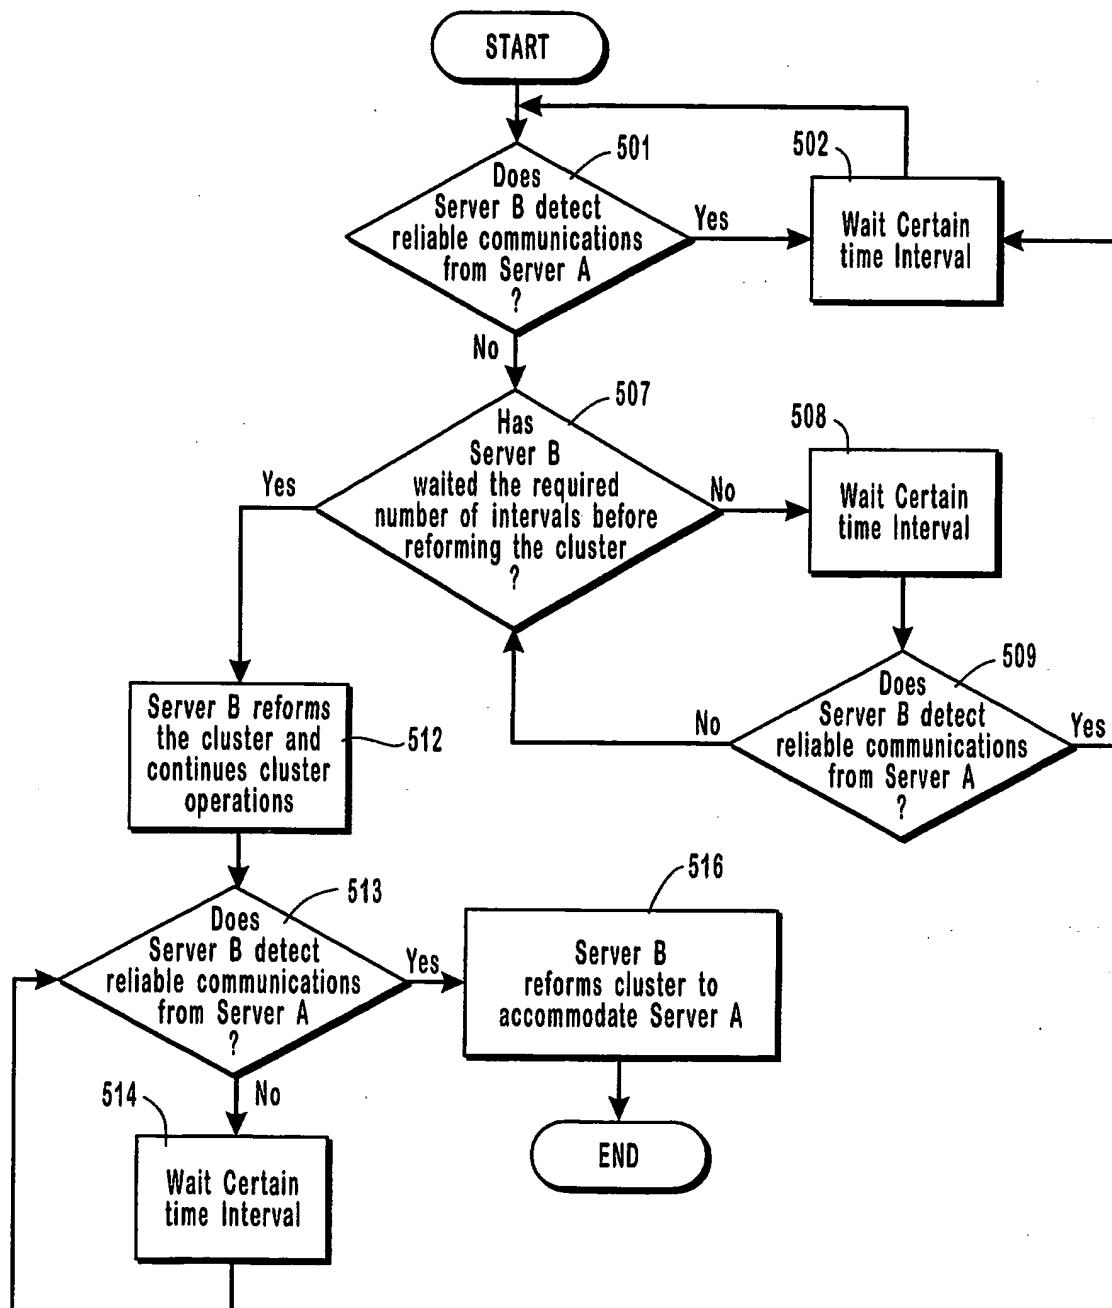 START
501
Does
Server B detect
reliable communications
from Server A
?
Yes
502
Wait Certain
time Interval
No
507
Has
Server B
waited the required
number of intervals before
reforming the cluster
?
Yes
No
508
Wait Certain
time Interval
509
Does
Server B detect
reliable communications
from Server A
?
No
Yes
Server B reforms
the cluster and
continues cluster
operations
512
513
Does
Server B detect
reliable communications
from Server A
?
Yes
516
Server B
reforms cluster to
accommodate Server A
No
514
Wait Certain
time Interval
END